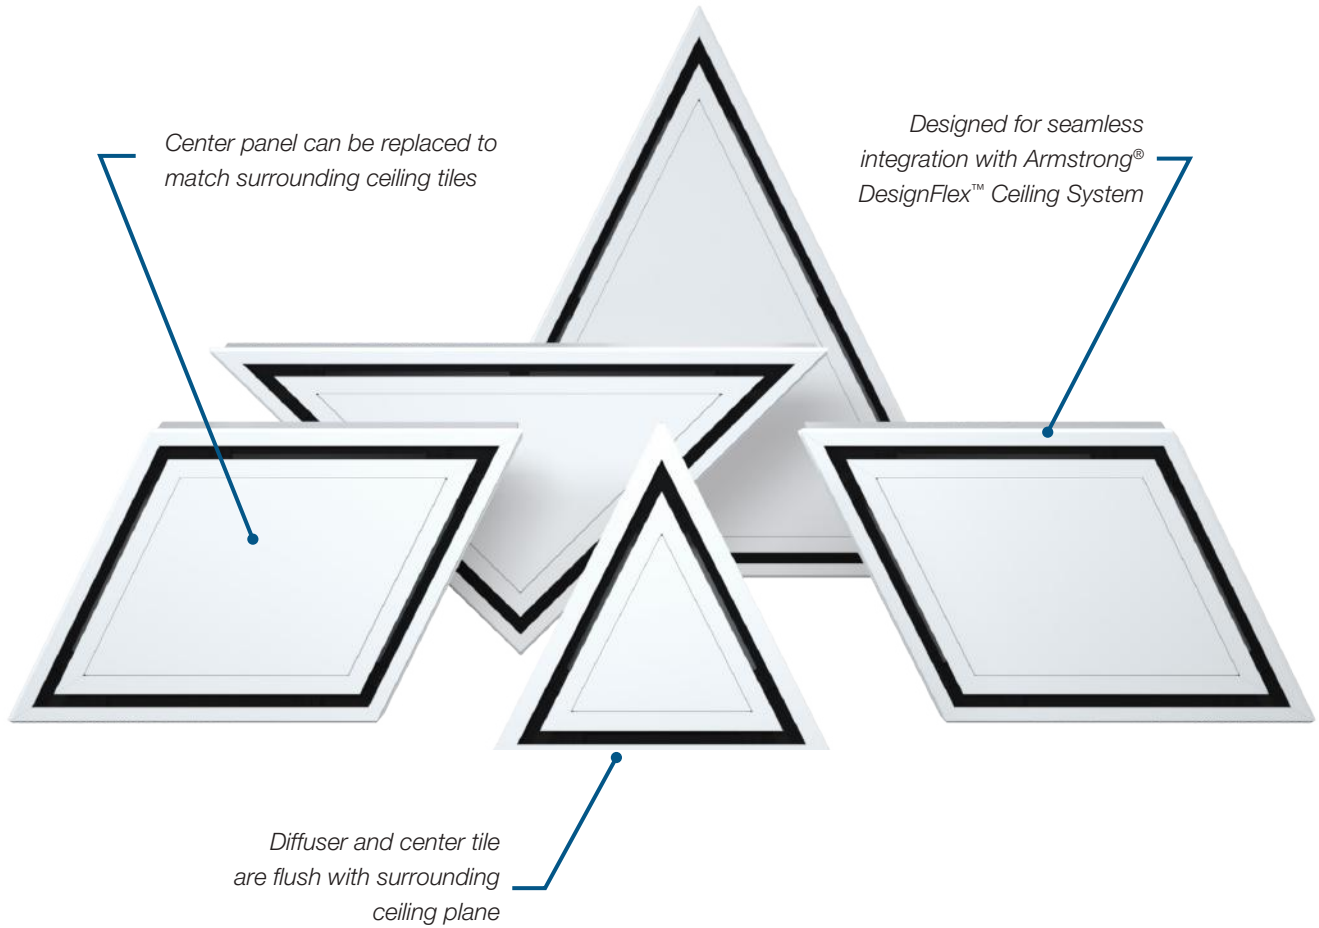 Center panel can be replaced to
match surrounding ceiling tiles
Designed for seamless
integration with Armstrong®
DesignFlex™ Ceiling System
Diffuser and center tile
are flush with surrounding
ceiling plane